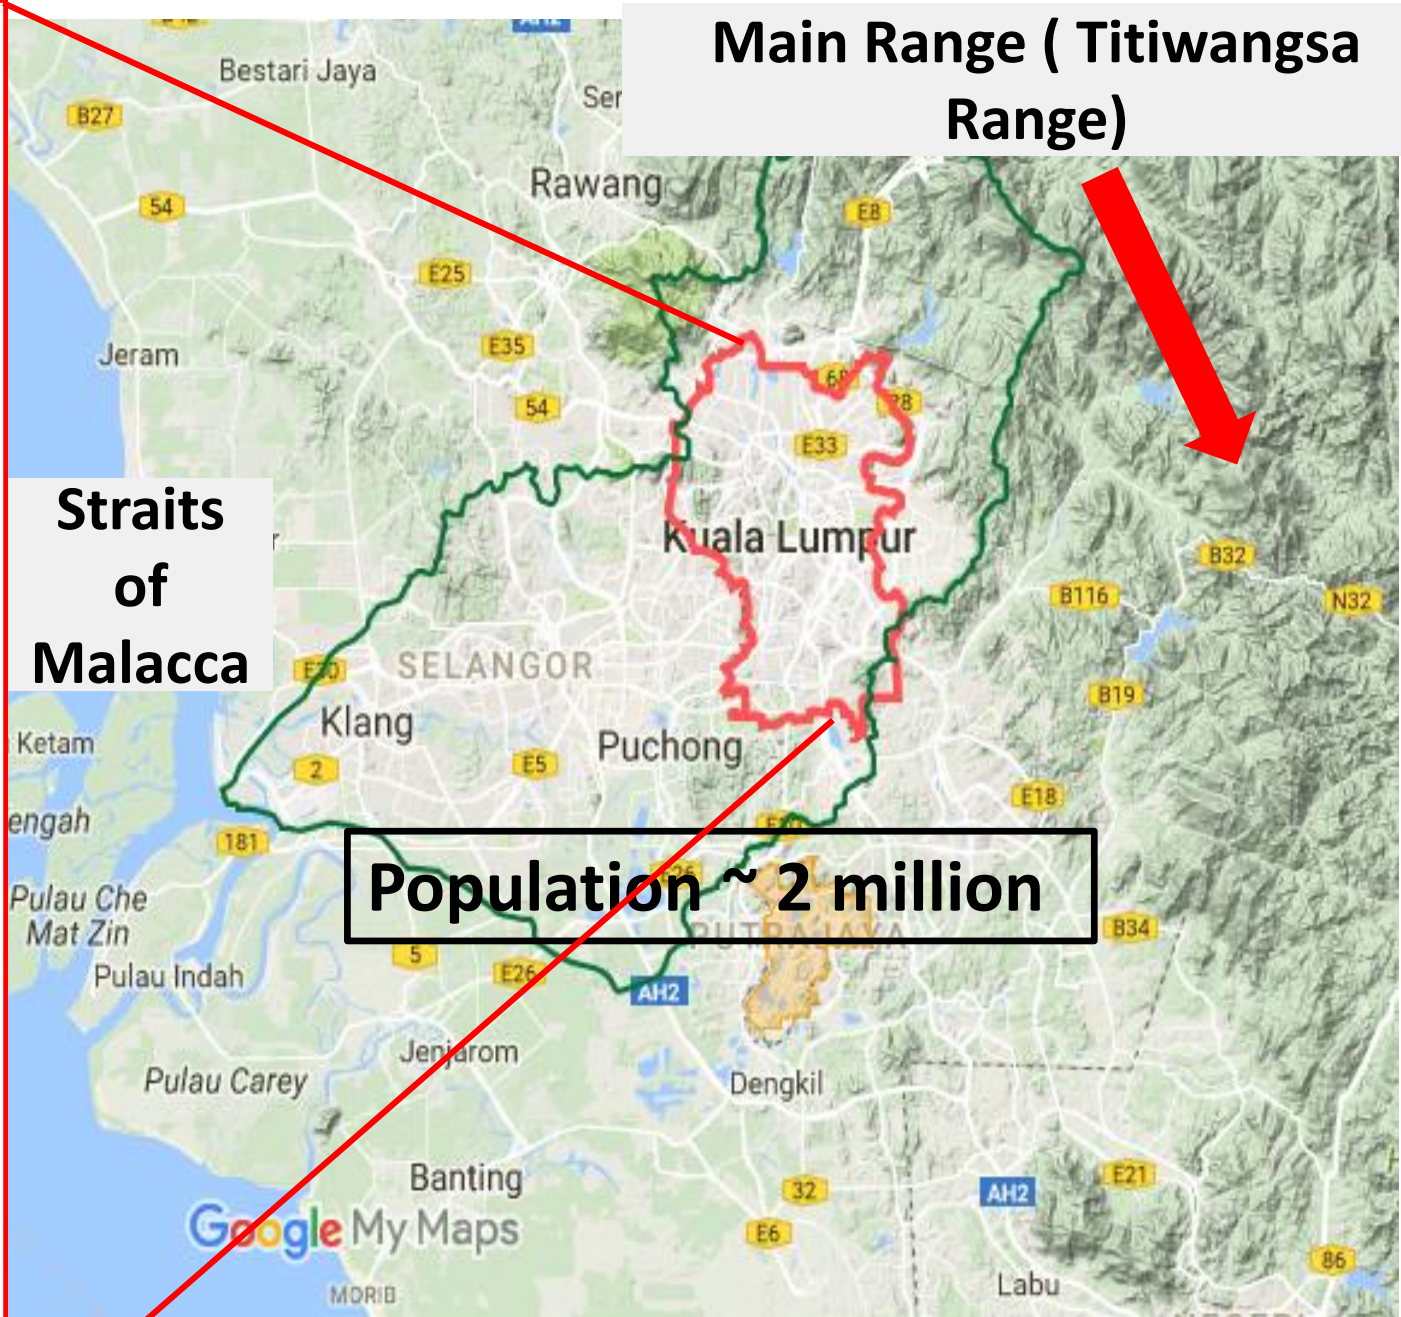 Main Range ( Titiwangsa
Range)
Bestari Jaya
Ser
B27
Rawang
54
E8
E25
E35
Jeram
54
28
E33
Straits
of
Malacca
Kuala Lumpur
B32
B116
N32
SELANGOR
B19
Klang
Ketam
Puchong
2
E5
E18
engah
181
Population ~ 2 million
Pulau Che
Mat Zin
PUTRAJAYA
B34
5
E26
Pulau Indah
AH2
Jenjarom
Pulau Carey
Dengkil
Banting
32
AH2
E21
Google My Maps
E6
86
Labu
MORIB